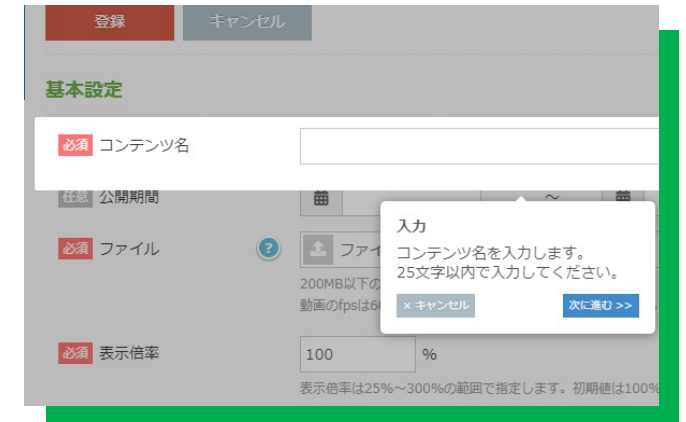 登録 キャンセル
基本設定
必須 コンテンツ名
任意 公開期間 ～
入力
必須 ファイル ? ファイ
コンテンツ名を入力します。
25文字以内で入力してください。
200MB以下の
動画のfpsは6
× キャンセル 次に進む >>
必須 表示倍率 100 %
表示倍率は25%～300%の範囲で指定します。初期値は100%